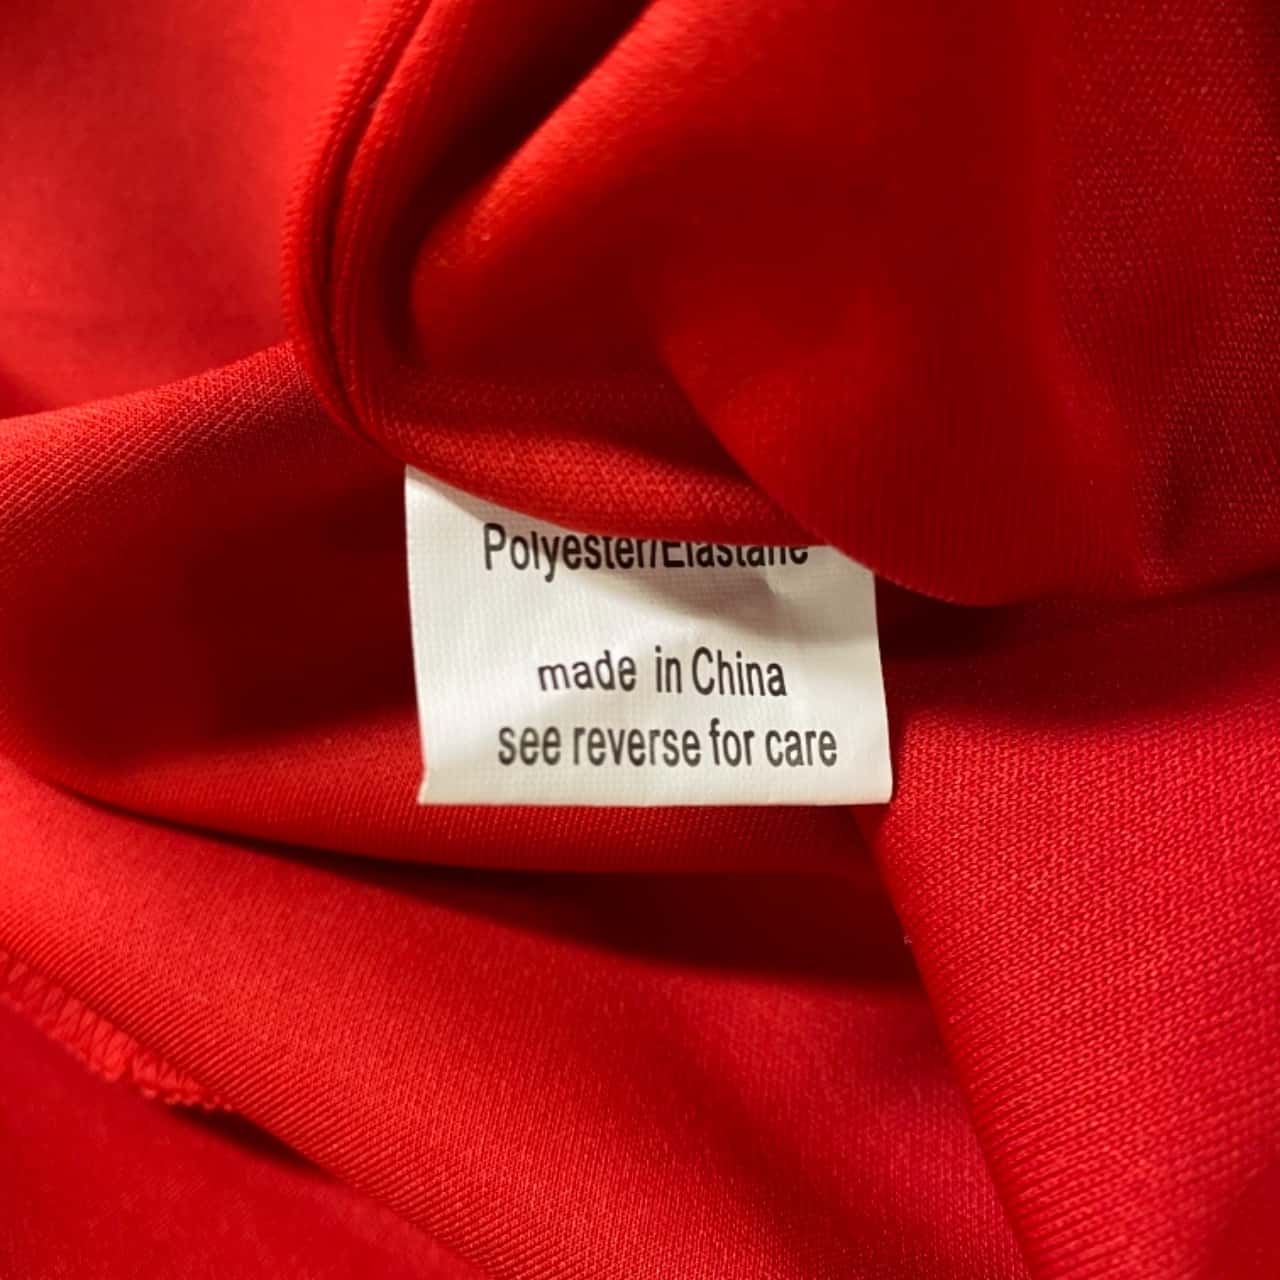 Polyester/Elastane
made in China
see reverse for care